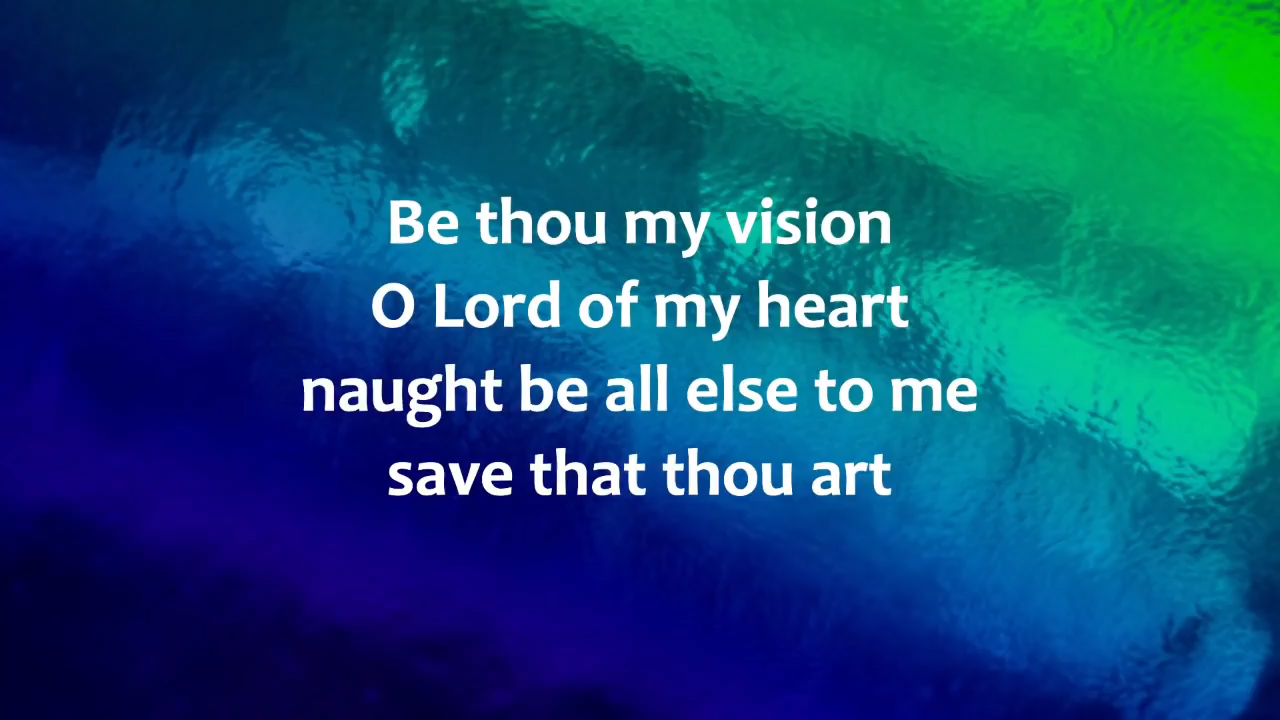 Be thou my vision
O Lord of my heart
naught be all else to me
save that thou art